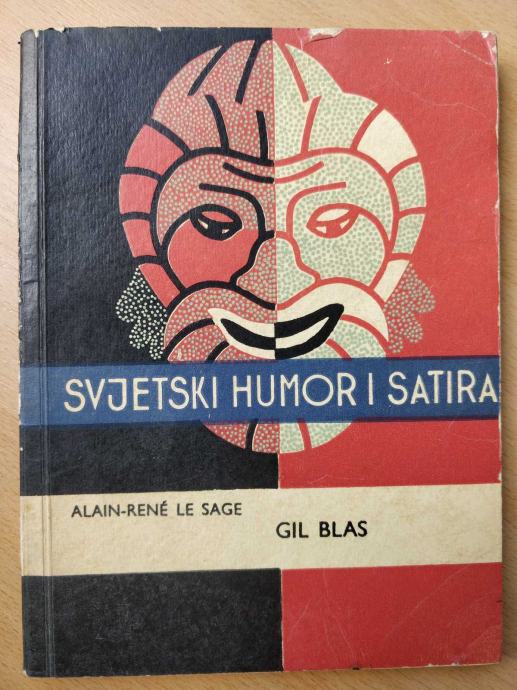 SVJETSKI HUMOR I SATIRA
ALAIN-RENÉ LE SAGE
GIL BLAS